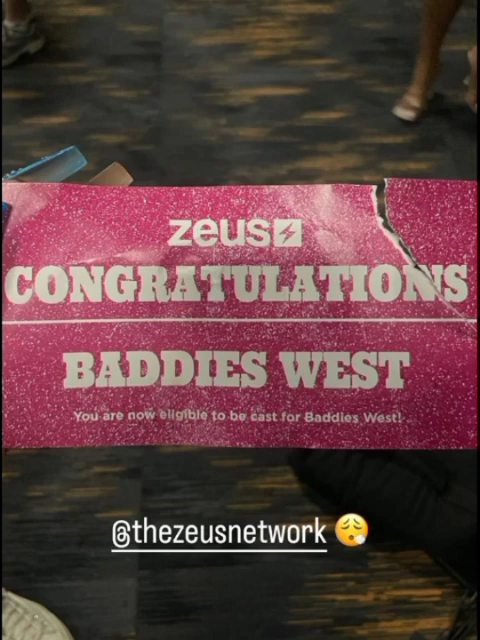 zeus
CONGRATULATIONS
BADDIES WEST
You are now eligible to be cast for Baddies West!
@thezeusnetwork 😮‍💨